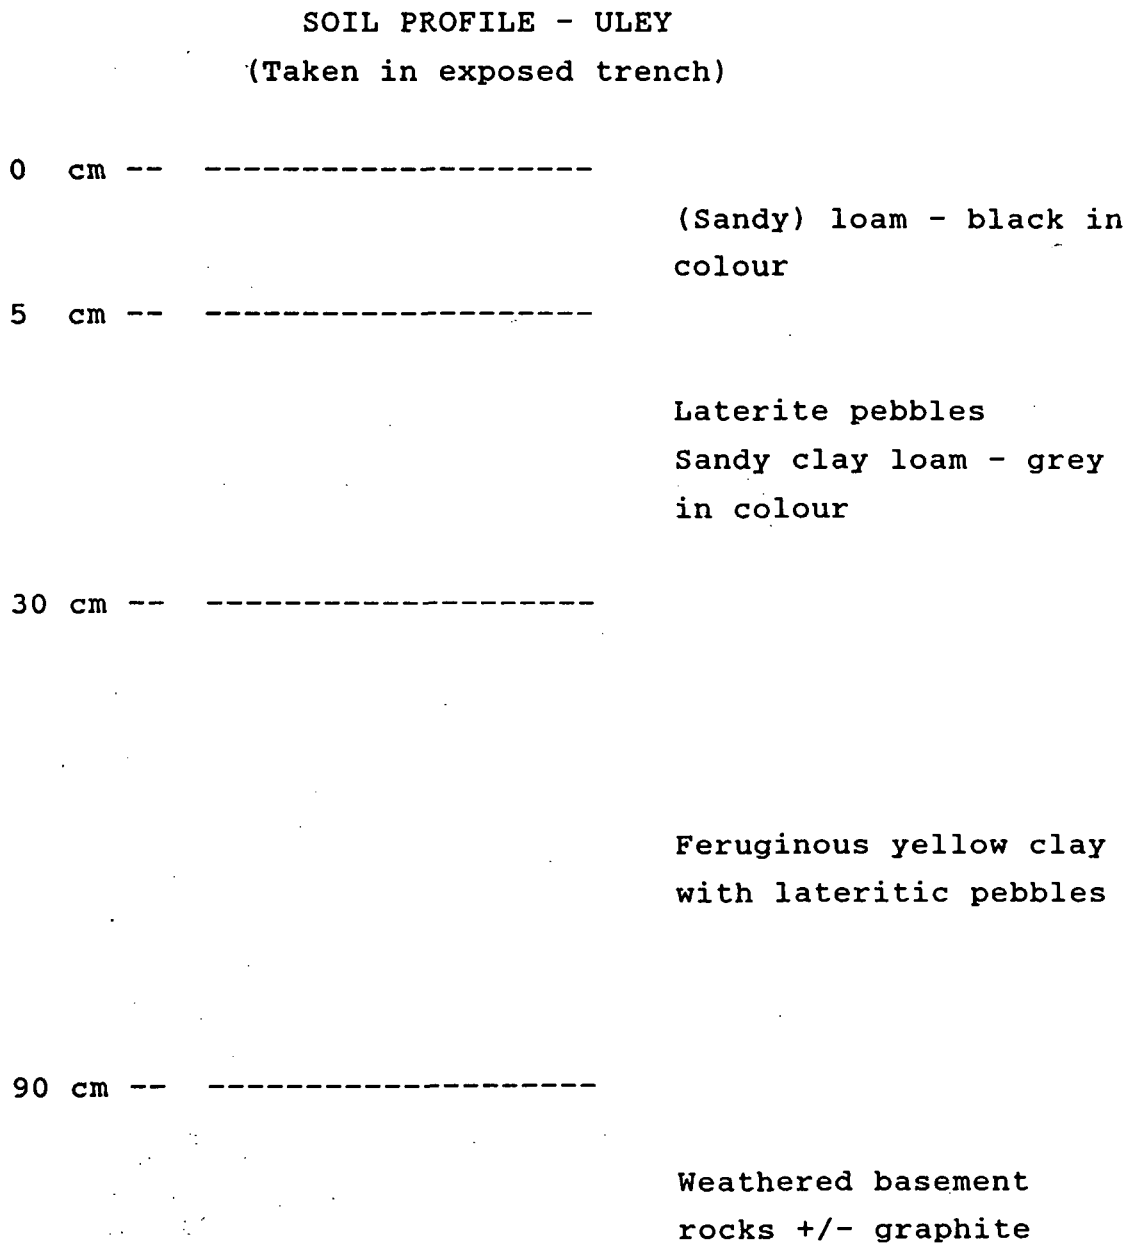 SOIL PROFILE - ULEY
(Taken in exposed trench)
0 cm -- --------------------
(Sandy) loam - black in
colour
5 cm -- --------------------
Laterite pebbles
Sandy clay loam - grey
in colour
30 cm -- --------------------
Feruginous yellow clay
with lateritic pebbles
90 cm -- --------------------
Weathered basement
rocks +/- graphite